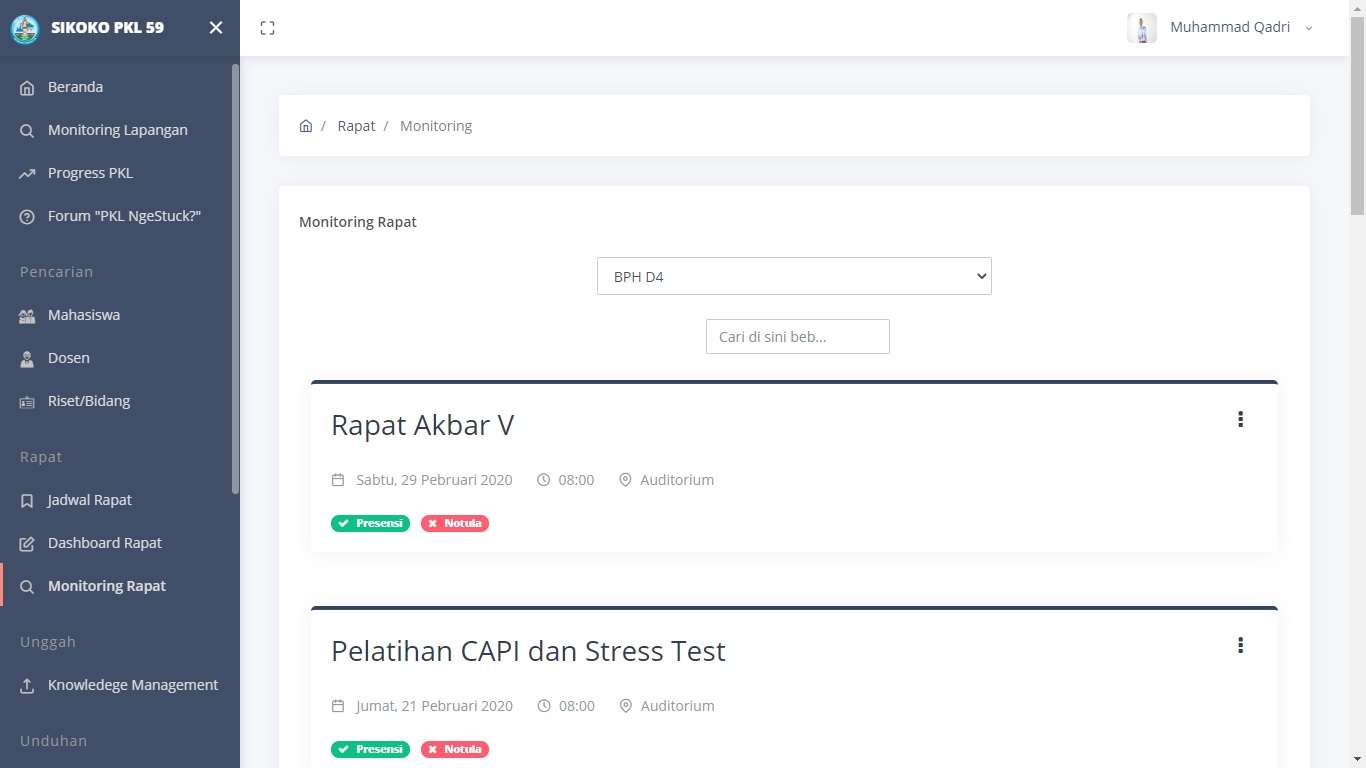 SIKOKO PKL 59
Muhammad Qadri
Beranda
Monitoring Lapangan
Progress PKL
Forum "PKL NgeStuck?"
Pencarian
Mahasiswa
Dosen
Riset/Bidang
Rapat
Jadwal Rapat
Dashboard Rapat
Monitoring Rapat
Unggah
Knowledege Management
Unduhan
/ Rapat / Monitoring
Monitoring Rapat
BPH D4
Cari di sini beb...
Rapat Akbar V
Sabtu, 29 Pebruari 2020 08:00 Auditorium
Presensi Notula
Pelatihan CAPI dan Stress Test
Jumat, 21 Pebruari 2020 08:00 Auditorium
Presensi Notula